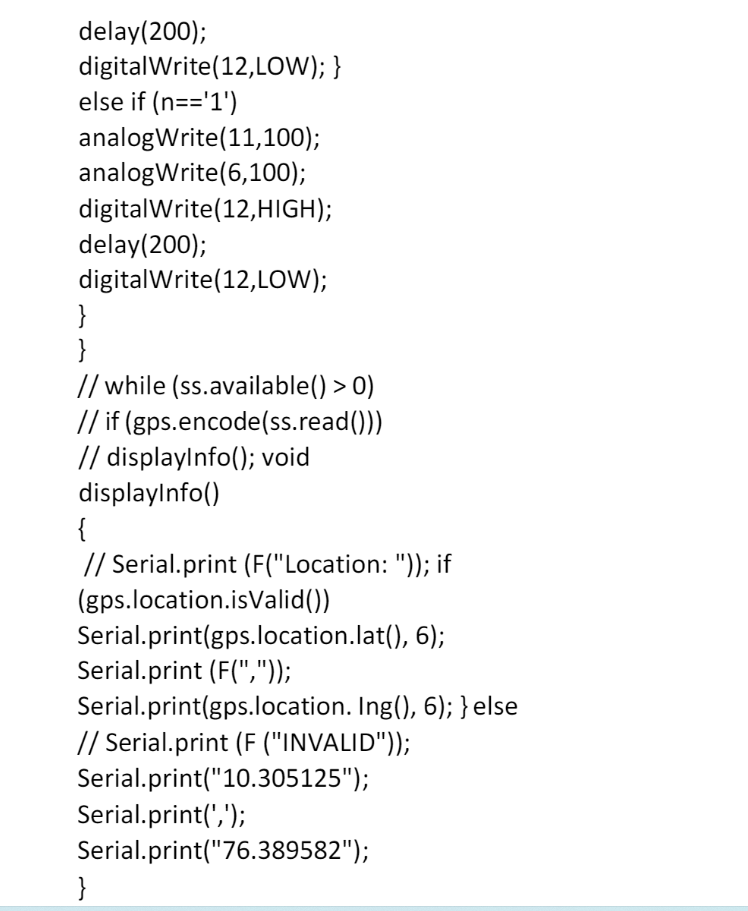 delay(200);
digitalWrite(12,LOW); }
else if (n=='1')
analogWrite(11,100);
analogWrite(6,100);
digitalWrite(12,HIGH);
delay(200);
digitalWrite(12,LOW);
}
}
// while (ss.available() > 0)
// if (gps.encode(ss.read()))
// displayInfo(); void
displayInfo()
{
// Serial.print (F("Location: ")); if
(gps.location.isValid())
Serial.print(gps.location.lat(), 6);
Serial.print (F(","));
Serial.print(gps.location. Ing(), 6); } else
// Serial.print (F ("INVALID"));
Serial.print("10.305125");
Serial.print(',');
Serial.print("76.389582");
}